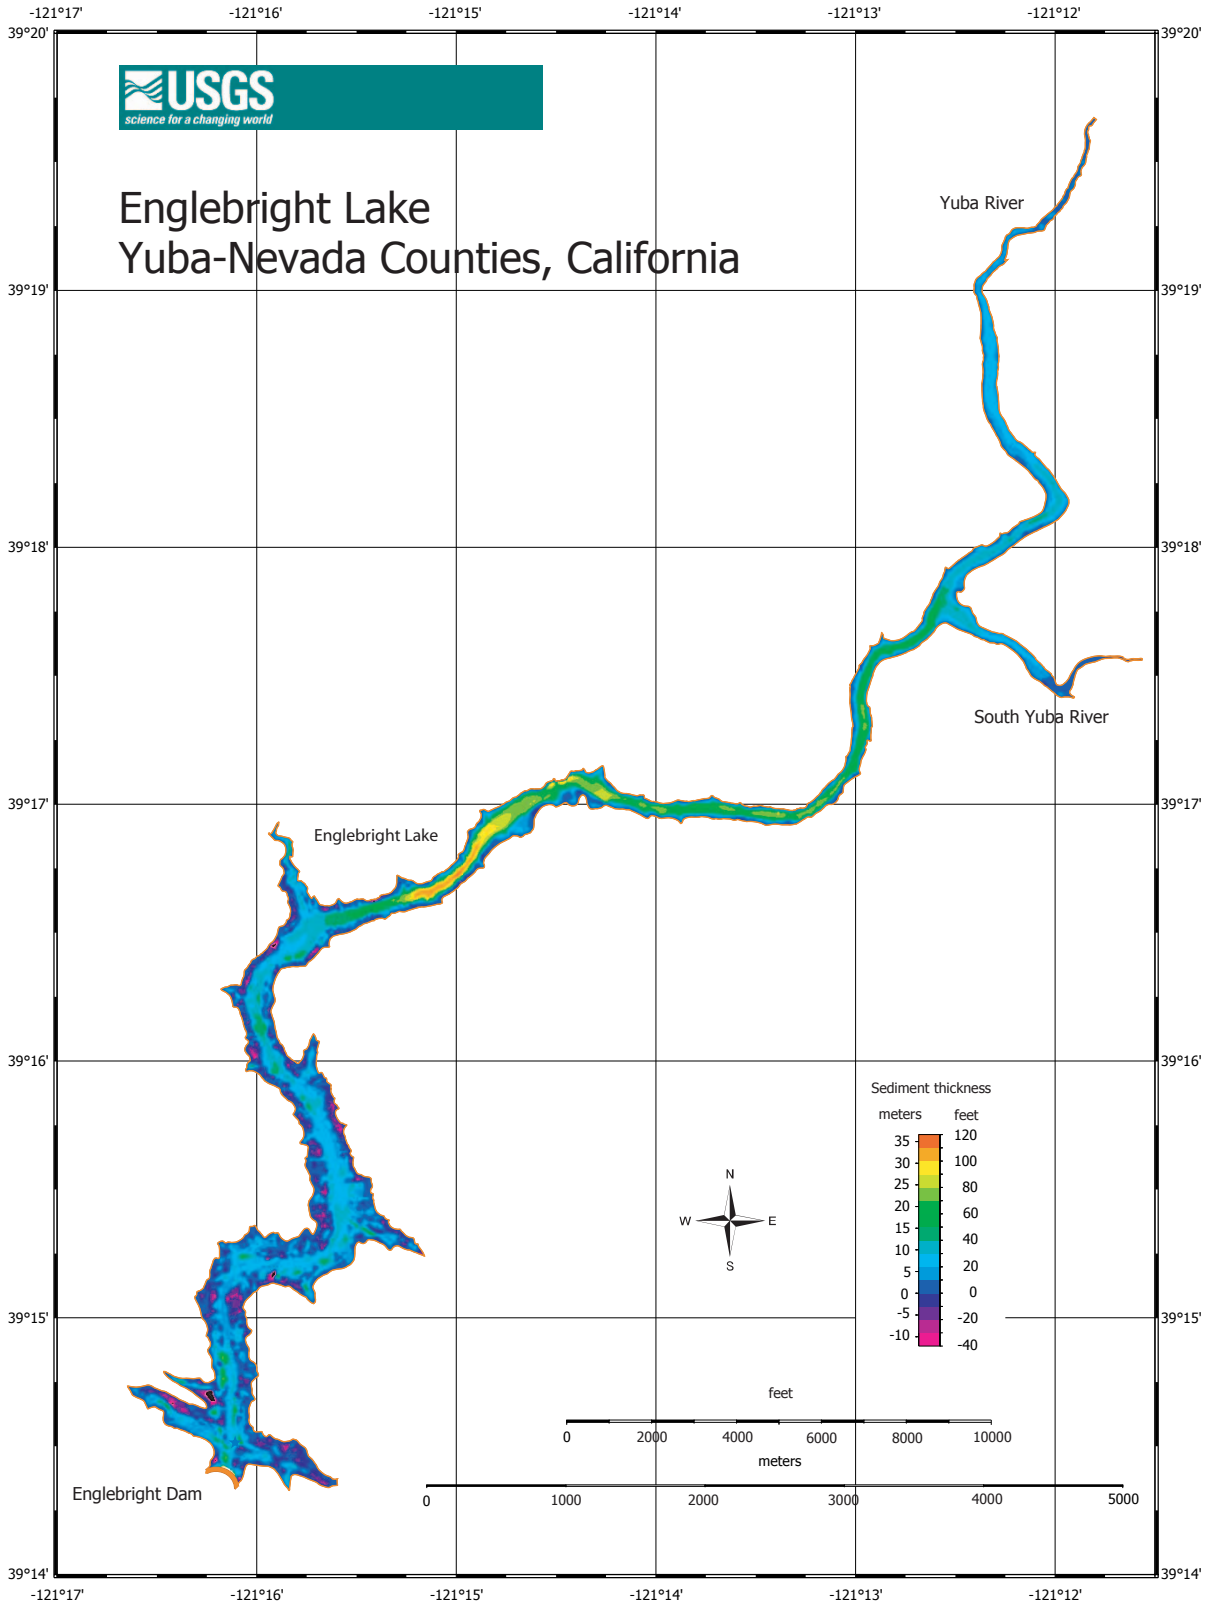 -121°17' -121°16' -121°15' -121°14' -121°13' -121°12'
39°20' 39°20'
USGS
science for a changing world
Englebright Lake
Yuba-Nevada Counties, California
Yuba River
39°19' 39°19'
39°18' 39°18'
South Yuba River
39°17' 39°17'
Englebright Lake
39°16' 39°16'
Sediment thickness
meters feet
35 120
30 100
25 80
20 60
15 40
10 20
5 0
0 -20
-5 -40
-10
N
W E
S
39°15' 39°15'
feet
0 2000 4000 6000 8000 10000
meters
0 1000 2000 3000 4000 5000
Englebright Dam
39°14' 39°14'
-121°17' -121°16' -121°15' -121°14' -121°13' -121°12'